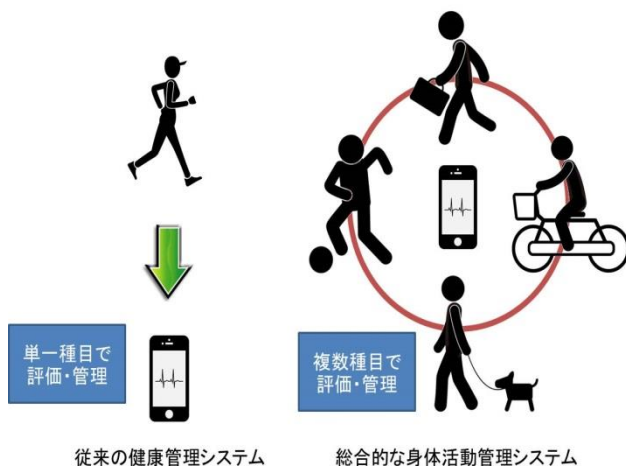 単一種目で
評価・管理
複数種目で
評価・管理
従来の健康管理システム
総合的な身体活動管理システム